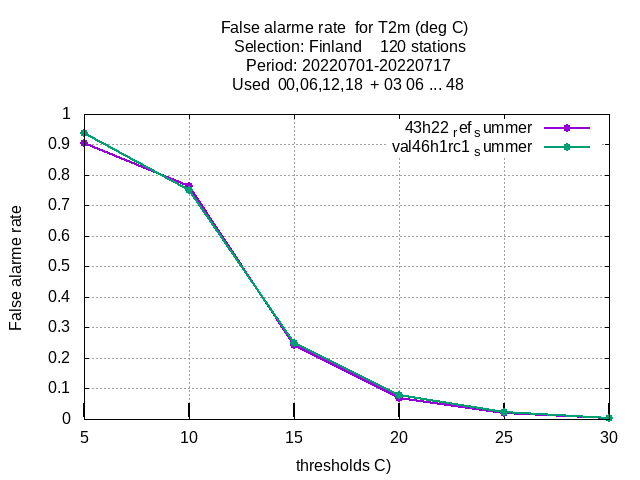 False alarme rate  for T2m (deg C)
Selection: Finland    120 stations
Period: 20220701-20220717
Used  00,06,12,18  + 03 06 ... 48
43h22 ref summer
val46h1rc1 summer
False alarme rate
1
0.9
0.8
0.7
0.6
0.5
0.4
0.3
0.2
0.1
0
5 10 15 20 25 30
thresholds C)